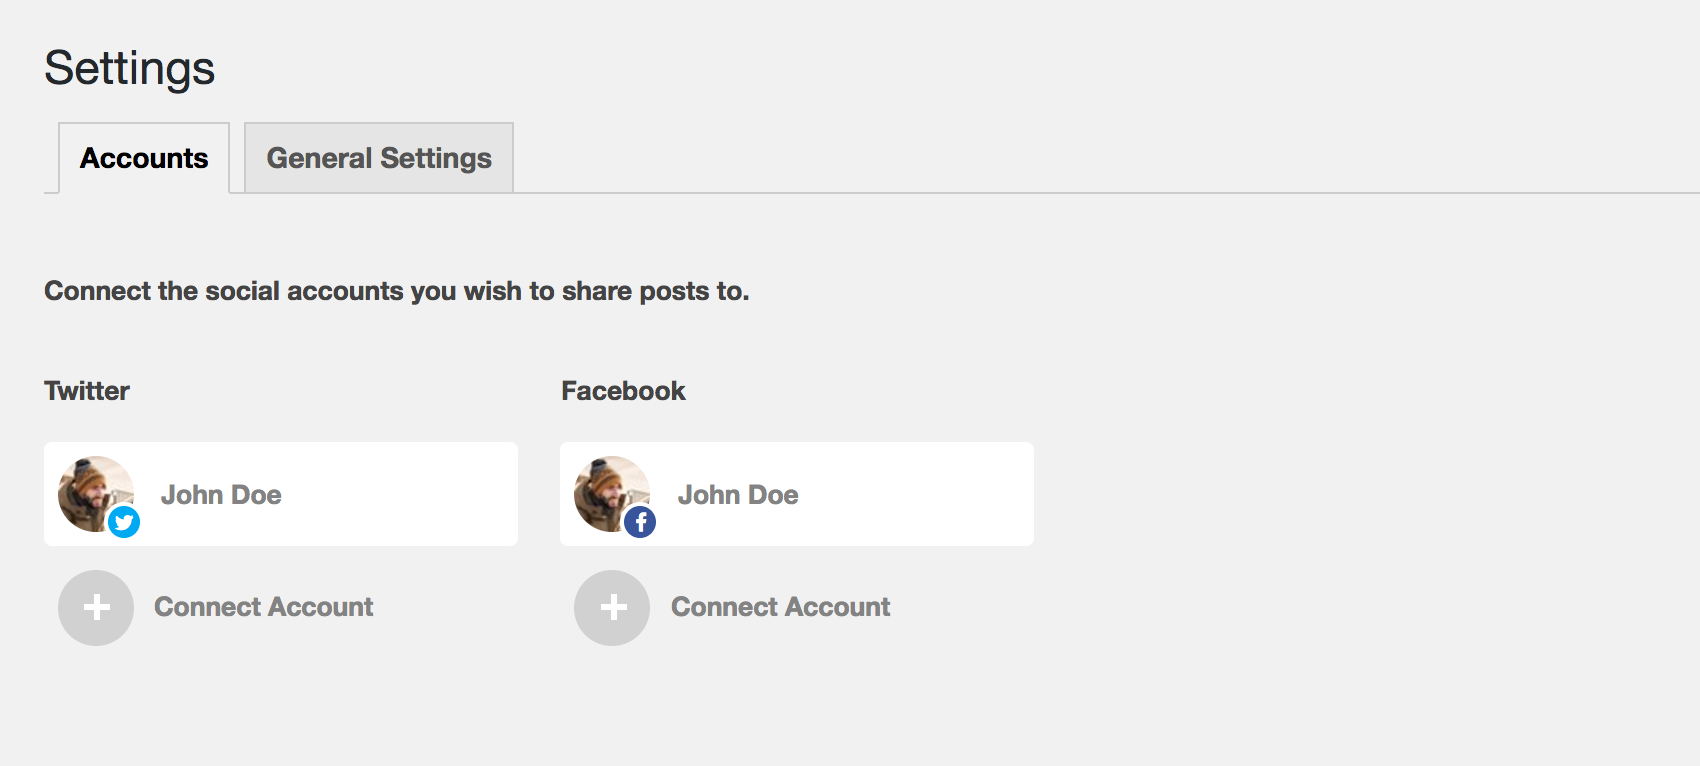 Settings
Accounts
General Settings
Connect the social accounts you wish to share posts to.
Twitter
Facebook
John Doe
John Doe
Connect Account
Connect Account